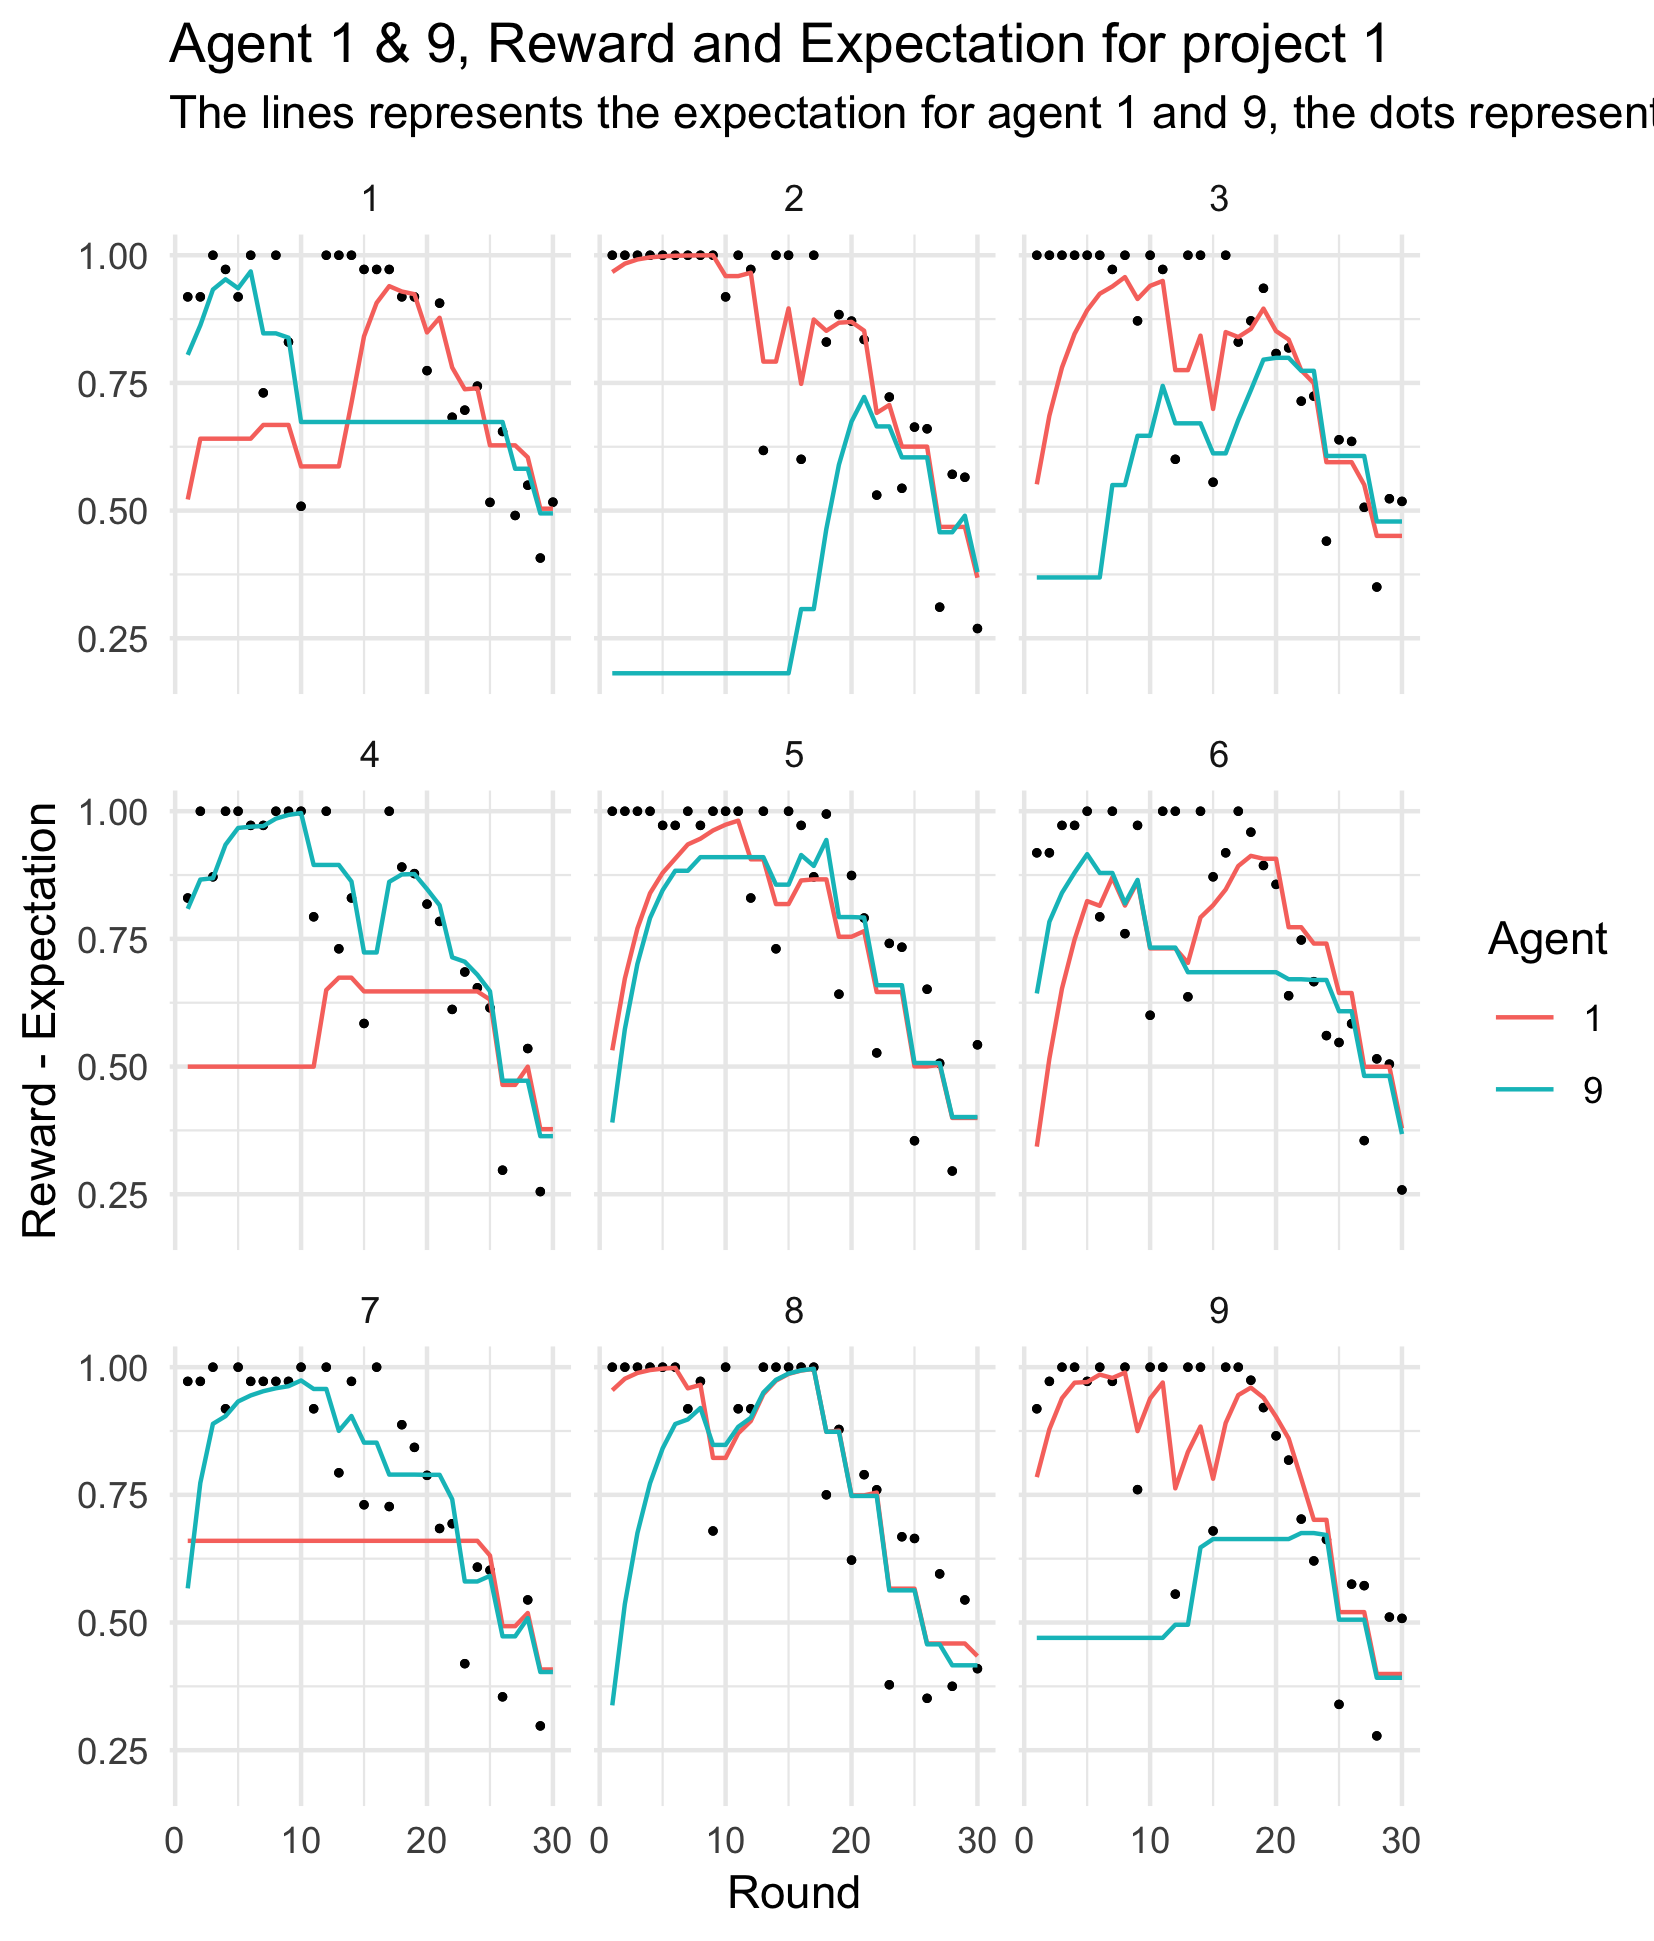 Agent 1 & 9, Reward and Expectation for project 1
The lines represents the expectation for agent 1 and 9, the dots represent
1 2 3
1.00
0.75
0.50
0.25
4 5 6
1.00
0.75
0.50
0.25
7 8 9
1.00
0.75
0.50
0.25
0 10 20 30 0 10 20 30 0 10 20 30
Round
Reward - Expectation
Agent
1
9